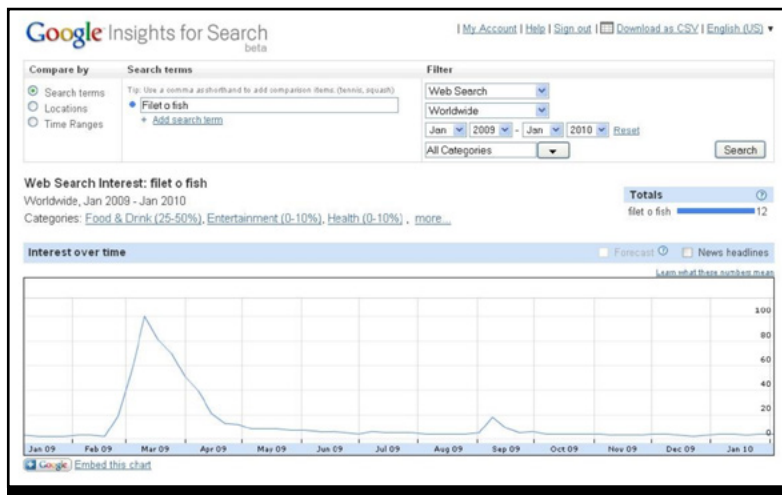 Google Insights for Search
beta
| My Account | Help | Sign out | Download as CSV | English (US) ▼
Compare by
Search terms
Locations
Time Ranges
Search terms
Tip: Use a comma as shorthand to add comparison items. (tennis, squash)
Filet o fish
+ Add search term
Filter
Web Search
Worldwide
Jan 2009 - Jan 2010 Reset
All Categories
Search
Web Search Interest: filet o fish
Worldwide, Jan 2009 - Jan 2010
Categories: Food & Drink (25-50%), Entertainment (0-10%), Health (0-10%) , more...
Totals ?
filet o fish 12
Interest over time
Forecast ? News headlines
Learn what these numbers mean
100
80
60
40
20
0
Jan 09 Feb 09 Mar 09 Apr 09 May 09 Jun 09 Jul 09 Aug 09 Sep 09 Oct 09 Nov 09 Dec 09 Jan 10
+ Google Embed this chart